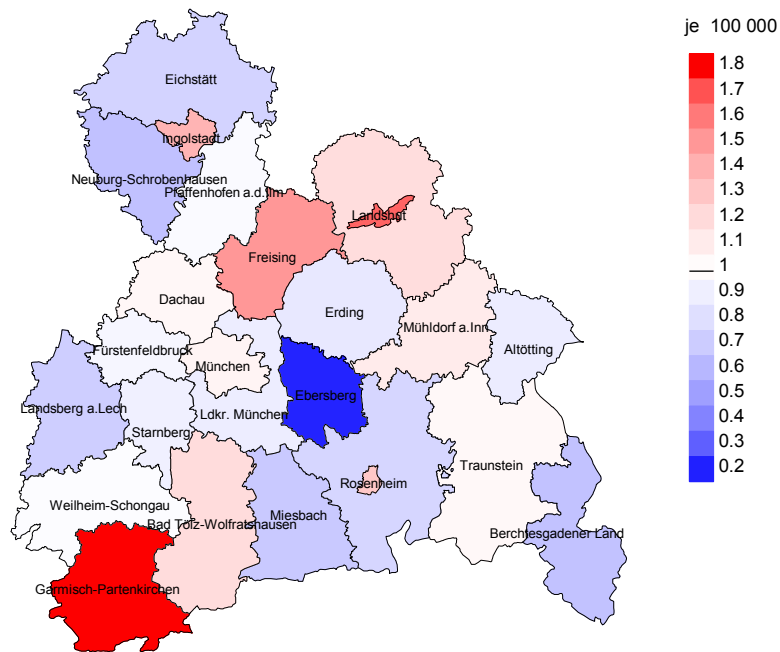 je 100 000
1.8
1.7
1.6
1.5
1.4
1.3
1.2
1.1
1
0.9
0.8
0.7
0.6
0.5
0.4
0.3
0.2
Eichstätt
Ingolstadt
Neuburg-Schrobenhausen
Pfaffenhofen a.d.Ilm
Landshut
Freising
Dachau
Erding
Mühldorf a.Inn
Fürstenfeldbruck
München
Altötting
Ebersberg
Landsberg a.Lech
Ldkr. München
Starnberg
Traunstein
Rosenheim
Weilheim-Schongau
Miesbach
Bad Tölz-Wolfratshausen
Berchtesgadener Land
Garmisch-Partenkirchen